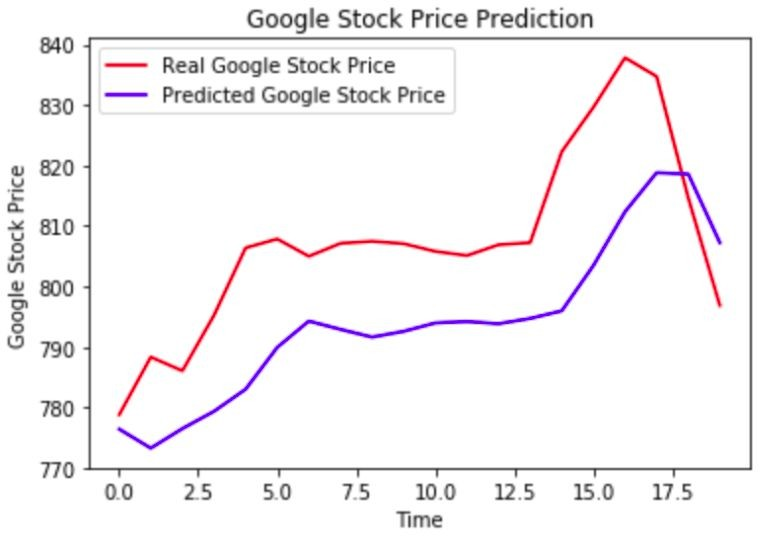 Google Stock Price Prediction
840
Real Google Stock Price
Predicted Google Stock Price
830
820
810
800
790
780
770
Google Stock Price
0.0 2.5 5.0 7.5 10.0 12.5 15.0 17.5
Time